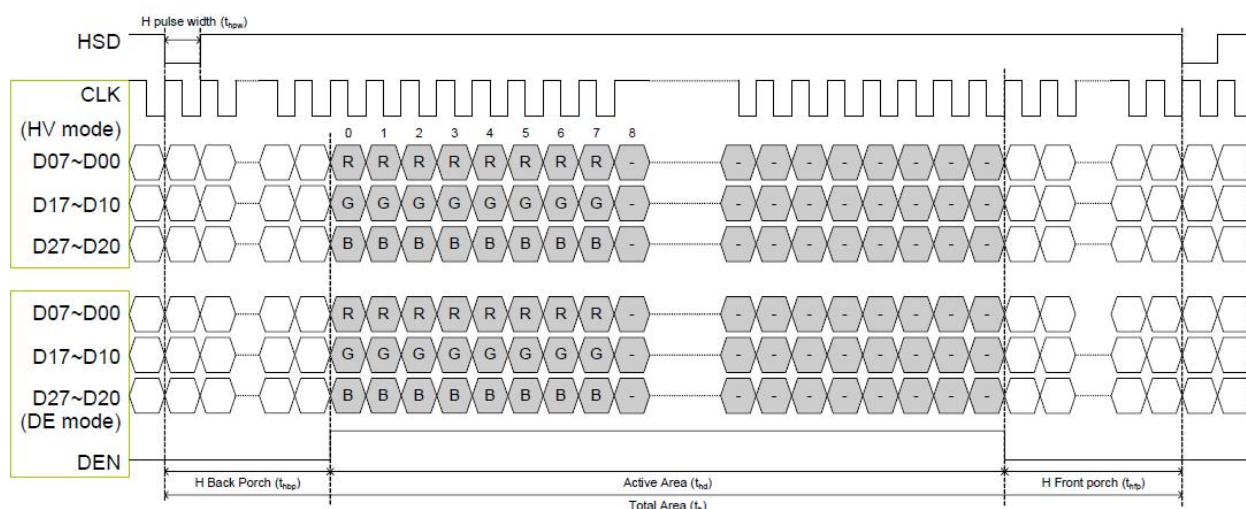 H pulse width (thpw)
HSD
CLK
(HV mode)
0 1 2 3 4 5 6 7 8
D07~D00 R R R R R R R R - - - - - - - - -
D17~D10 G G G G G G G G - - - - - - - - -
D27~D20 B B B B B B B B - - - - - - - - -
D07~D00 R R R R R R R R - - - - - - - - -
D17~D10 G G G G G G G G - - - - - - - - -
D27~D20 B B B B B B B B - - - - - - - - -
(DE mode)
DEN
H Back Porch (thbp) Active Area (thd) H Front porch (thfp)
Total Area (th)